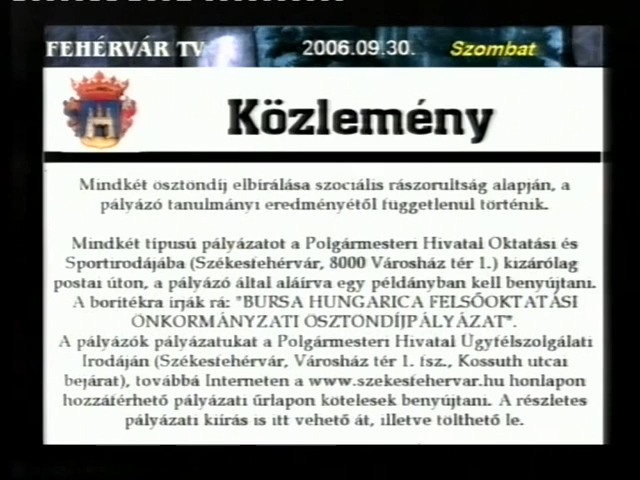 FEHÉRVÁR TV 2006.09.30. Szombat
Közlemény
Mindkét ösztöndíj elbírálása szociális rászorultság alapján, a
pályázó tanulmányi eredményétől függetlenül történik.
Mindkét típusú pályázatot a Polgármesteri Hivatal Oktatási és
Sportirodájába (Székesfehérvár, 8000 Városház tér 1.) kizárólag
postai úton, a pályázó által aláírva egy példányban kell benyújtani.
A borítékra írják rá: "BURSA HUNGARICA FELSŐOKTATÁSI
ÖNKORMÁNYZATI ÖSZTÖNDÍJPÁLYÁZAT".
A pályázók pályázatukat a Polgármesteri Hivatal Ügyfélszolgálati
Irodáján (Székesfehérvár, Városház tér 1. fsz., Kossuth utcai
bejárat), továbbá Interneten a www.szekesfehervar.hu honlapon
hozzáférhető pályázati űrlapon kötelesek benyújtani. A részletes
pályázati kiírás is itt vehető át, illetve tölthető le.